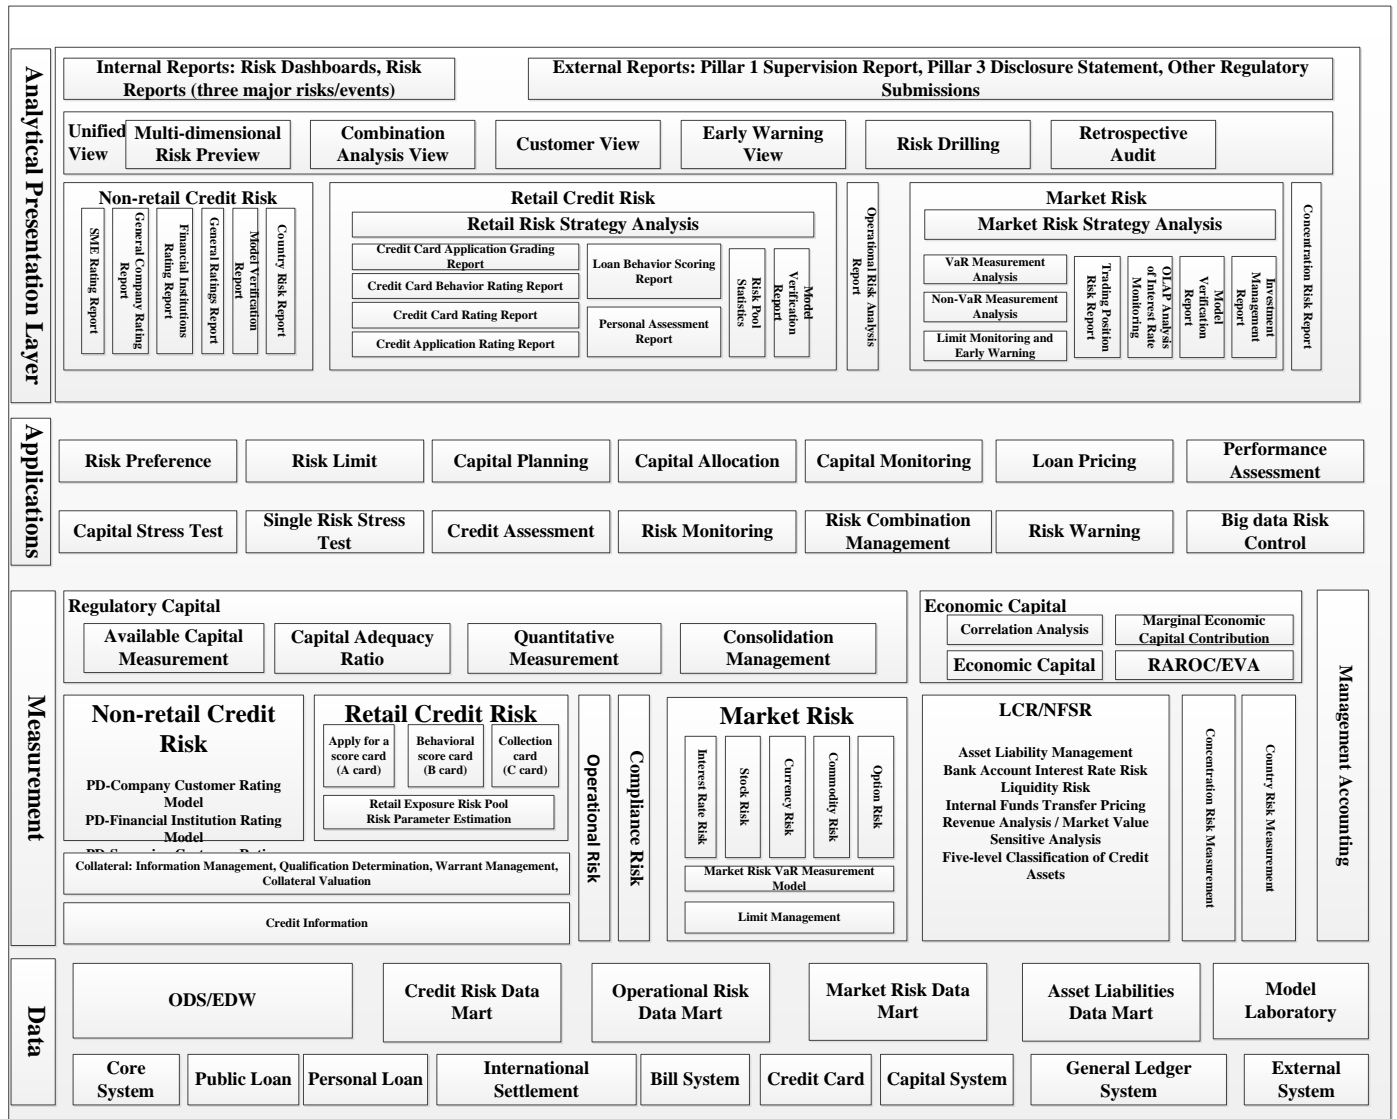 Analytical Presentation Layer
Internal Reports: Risk Dashboards, Risk
Reports (three major risks/events)
External Reports: Pillar 1 Supervision Report, Pillar 3 Disclosure Statement, Other Regulatory
Submissions
Unified
View
Multi-dimensional
Risk Preview
Combination
Analysis View
Customer View
Early Warning
View
Risk Drilling
Retrospective
Audit
Non-retail Credit Risk
SME Rating Report
General Company Rating
Report
Financial Institutions
Rating Report
General Ratings Report
Model Verification
Report
Country Risk Report
Retail Credit Risk
Retail Risk Strategy Analysis
Credit Card Application Grading
Report
Credit Card Behavior Rating Report
Credit Card Rating Report
Credit Application Rating Report
Loan Behavior Scoring
Report
Personal Assessment
Report
Risk Pool
Statistics
Model
Verification
Report
Operational Risk Analysis
Report
Market Risk
Market Risk Strategy Analysis
VaR Measurement
Analysis
Non-VaR Measurement
Analysis
Limit Monitoring and
Early Warning
Trading Position
Risk Report
OLAP Analysis
of Interest Rate
Monitoring
Model
Verification
Report
Investment
Management
Report
Concentration Risk Report
Applications
Risk Preference
Risk Limit
Capital Planning
Capital Allocation
Capital Monitoring
Loan Pricing
Performance
Assessment
Capital Stress Test
Single Risk Stress
Test
Credit Assessment
Risk Monitoring
Risk Combination
Management
Risk Warning
Big data Risk
Control
Measurement
Regulatory Capital
Available Capital
Measurement
Capital Adequacy
Ratio
Quantitative
Measurement
Consolidation
Management
Economic Capital
Correlation Analysis
Marginal Economic
Capital Contribution
Economic Capital
RAROC/EVA
Management Accounting
Non-retail Credit
Risk
PD-Company Customer Rating
Model
PD-Financial Institution Rating
Model
Retail Credit Risk
Apply for a
score card
(A card)
Behavioral
score card
(B card)
Collection
card
(C card)
Retail Exposure Risk Pool
Risk Parameter Estimation
Collateral: Information Management, Qualification Determination, Warrant Management,
Collateral Valuation
Credit Information
Operational Risk
Compliance Risk
Market Risk
Interest Rate Risk
Stock Risk
Currency Risk
Commodity Risk
Option Risk
Market Risk VaR Measurement
Model
Limit Management
LCR/NFSR
Asset Liability Management
Bank Account Interest Rate Risk
Liquidity Risk
Internal Funds Transfer Pricing
Revenue Analysis / Market Value
Sensitive Analysis
Five-level Classification of Credit
Assets
Concentration Risk Measurement
Country Risk Measurement
Data
ODS/EDW
Credit Risk Data
Mart
Operational Risk
Data Mart
Market Risk Data
Mart
Asset Liabilities
Data Mart
Model
Laboratory
Core
System
Public Loan
Personal Loan
International
Settlement
Bill System
Credit Card
Capital System
General Ledger
System
External
System